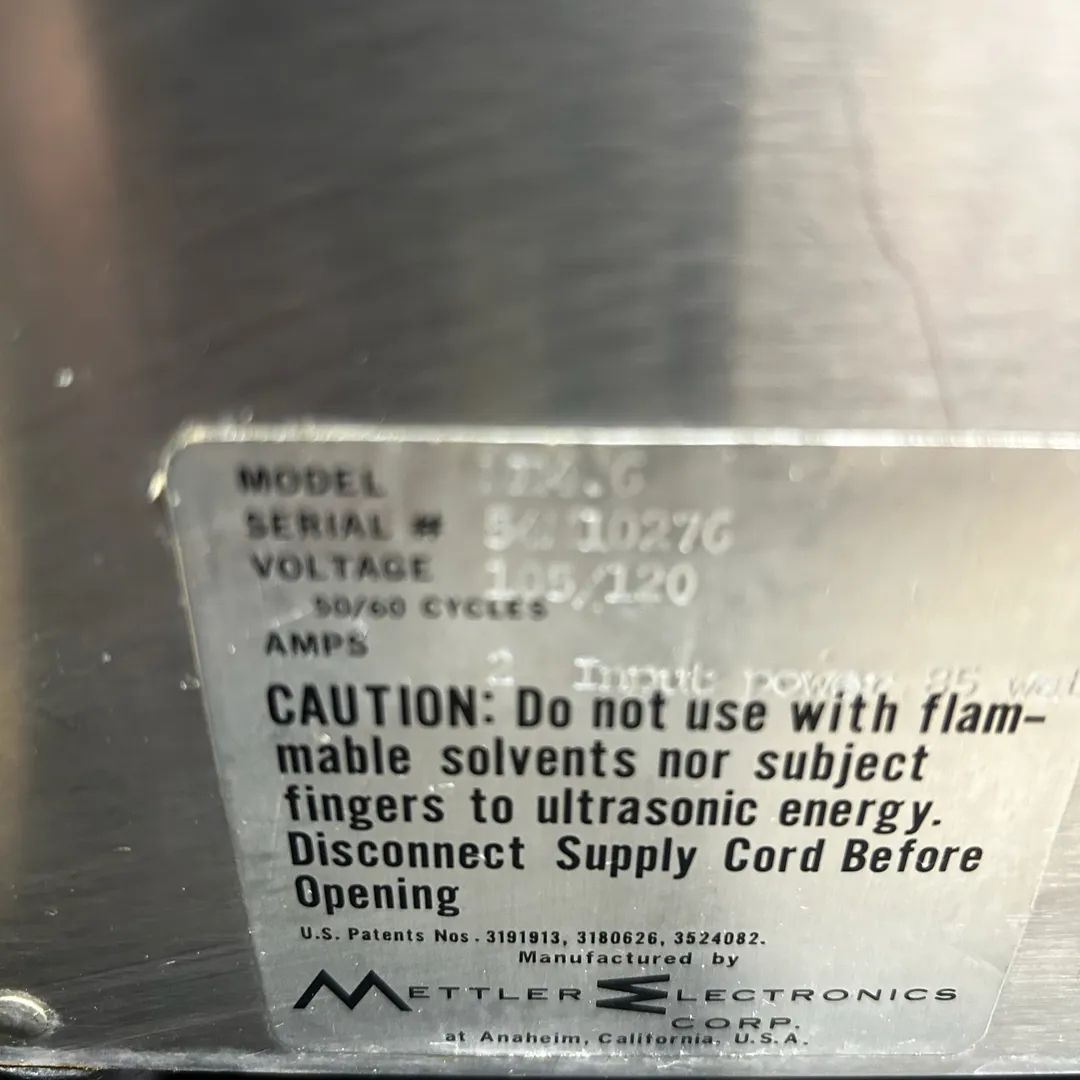 MODEL
SERIAL # 10276
VOLTAGE 105/120
50/60 CYCLES
AMPS 2 Input power 85
CAUTION: Do not use with flam-
mable solvents nor subject
fingers to ultrasonic energy.
Disconnect Supply Cord Before
Opening
U.S. Patents Nos. 3191913, 3180626, 3524082.
Manufactured by
METTLER ELECTRONICS
CORP.
at Anaheim, California, U.S.A.